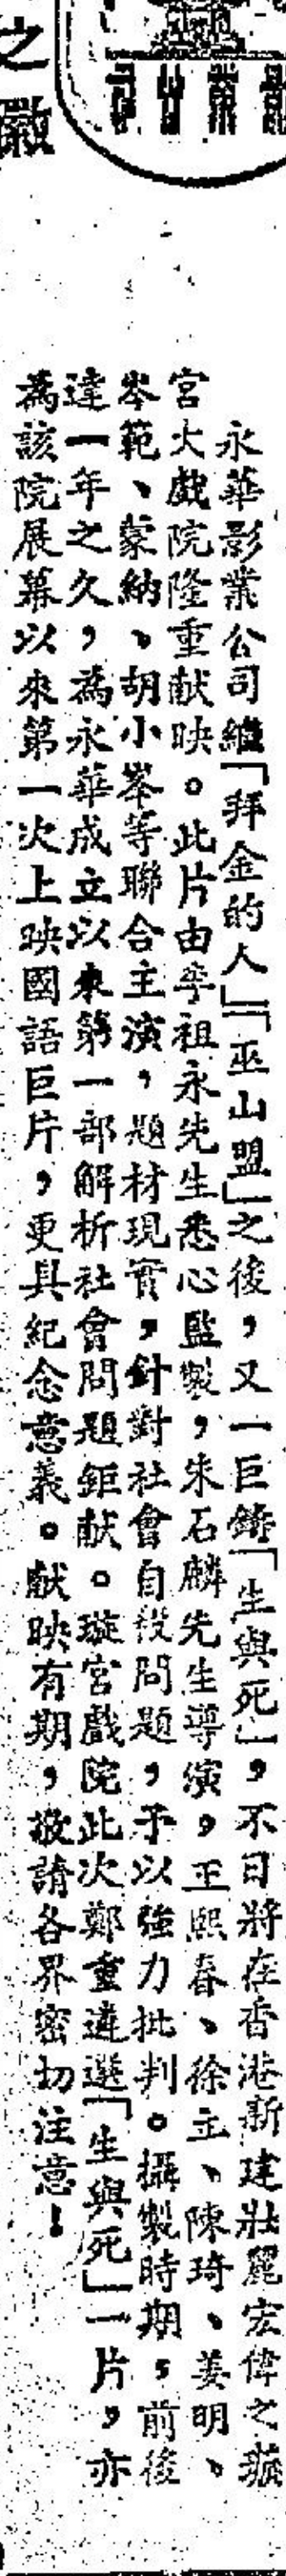 之徽
永華影業公司繼「拜金的人」「巫山盟」之後，又一巨鑄「生與死」，不日將在香港新建壯麗宏偉之璇
宮大戲院隆重献映。此片由李祖永先生悉心監製，朱石麟先生導演，王熙春、徐立、陳琦、姜明、
岑範、蒙納、胡小峯等聯合主演，題材現實，針對社會自殺問題，予以強力批判。攝製時期，前後
達一年之久，為永華成立以來第一部解析社會問題鉅献。璇宮戲院此次鄭重遴選「生與死」一片，亦
為該院展幕以來第一次上映國語巨片，更具紀念意義。献映有期，敬請各界密切注意！